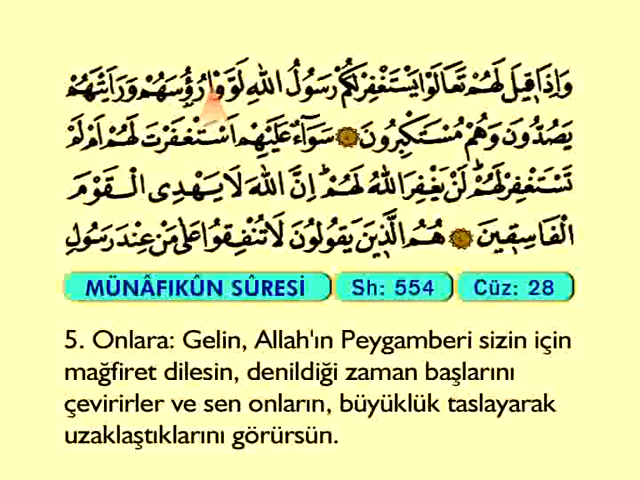 وَاِذَا قِيلَ لَهُمْ تَعَالَوْا يَسْتَغْفِرْ لَكُمْ رَسُولُ اللّٰهِ لَوَّوْا رُؤُسَهُمْ وَرَاَيْتَهُمْ
يَصُدُّونَ وَهُمْ مُسْتَكْبِرُونَ سَوَٓاءٌ عَلَيْهِمْ اَسْتَغْفَرْتَ لَهُمْ اَمْ لَمْ
تَسْتَغْفِرْ لَهُمْ لَنْ يَغْفِرَ اللّٰهُ لَهُمْ اِنَّ اللّٰهَ لَا يَهْدِى الْقَوْمَ
الْفَاسِقِينَ هُمُ الَّذِينَ يَقُولُونَ لَا تُنْفِقُوا عَلٰى مَنْ عِنْدَ رَسُولِ
MÜNÂFIKÛN SÛRESİ Sh: 554 Cüz: 28
5. Onlara: Gelin, Allah'ın Peygamberi sizin için
mağfiret dilesin, denildiği zaman başlarını
çevirirler ve sen onların, büyüklük taslayarak
uzaklaştıklarını görürsün.